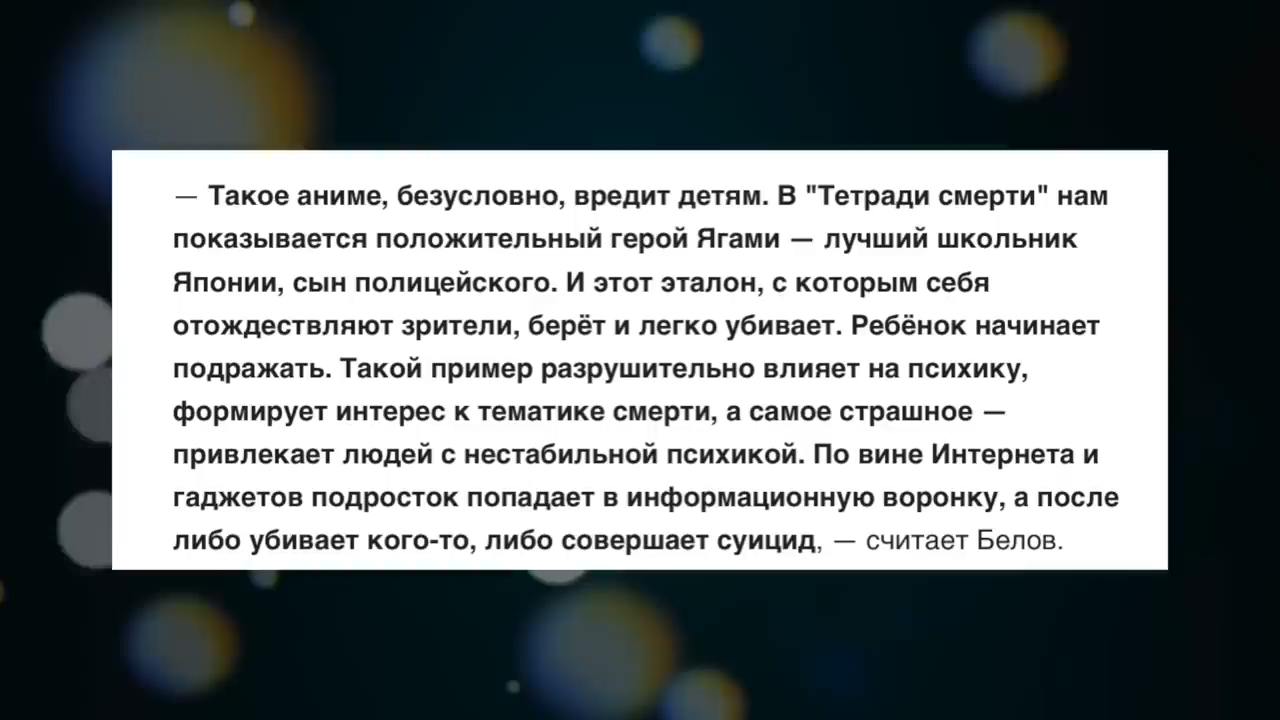 — Такое аниме, безусловно, вредит детям. В "Тетради смерти" нам
показывается положительный герой Ягами — лучший школьник
Японии, сын полицейского. И этот эталон, с которым себя
отождествляют зрители, берёт и легко убивает. Ребёнок начинает
подражать. Такой пример разрушительно влияет на психику,
формирует интерес к тематике смерти, а самое страшное —
привлекает людей с нестабильной психикой. По вине Интернета и
гаджетов подросток попадает в информационную воронку, а после
либо убивает кого-то, либо совершает суицид, — считает Белов.